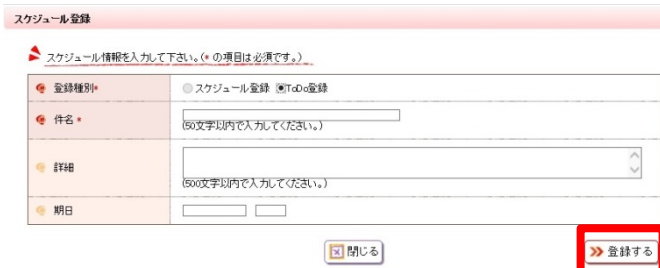 スケジュール登録
スケジュール情報を入力して下さい。(* の項目は必須です。)
登録種別* スケジュール登録 ToDo登録
件名*
(50文字以内で入力してください。)
詳細
(500文字以内で入力してください。)
期日
閉じる 登録する